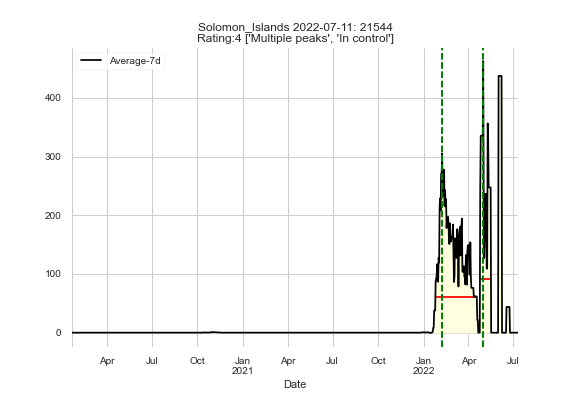 Solomon_Islands 2022-07-11: 21544
Rating:4 ['Multiple peaks', 'In control']
Average-7d
400
300
200
100
0
Apr Jul Oct Jan Apr Jul Oct Jan Apr Jul
2021 2022
Date